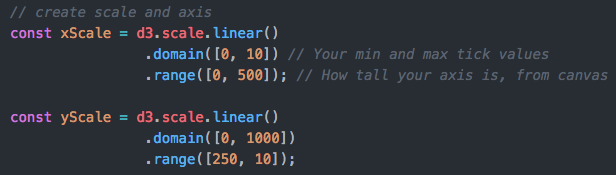 // create scale and axis
const xScale = d3.scale.linear()
.domain([0, 10]) // Your min and max tick values
.range([0, 500]); // How tall your axis is, from canvas
const yScale = d3.scale.linear()
.domain([0, 1000])
.range([250, 10]);